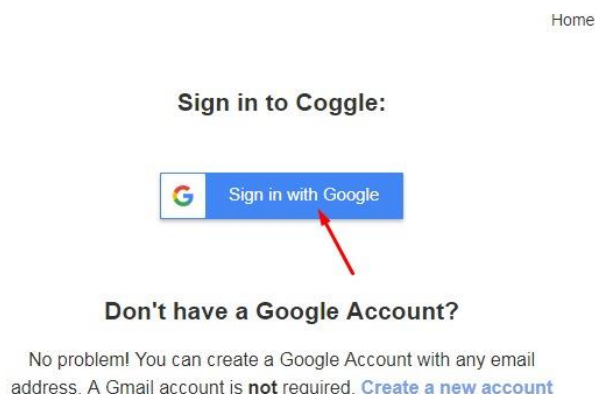 Home
Sign in to Coggle:
Sign in with Google
Don't have a Google Account?
No problem! You can create a Google Account with any email
address. A Gmail account is not required. Create a new account